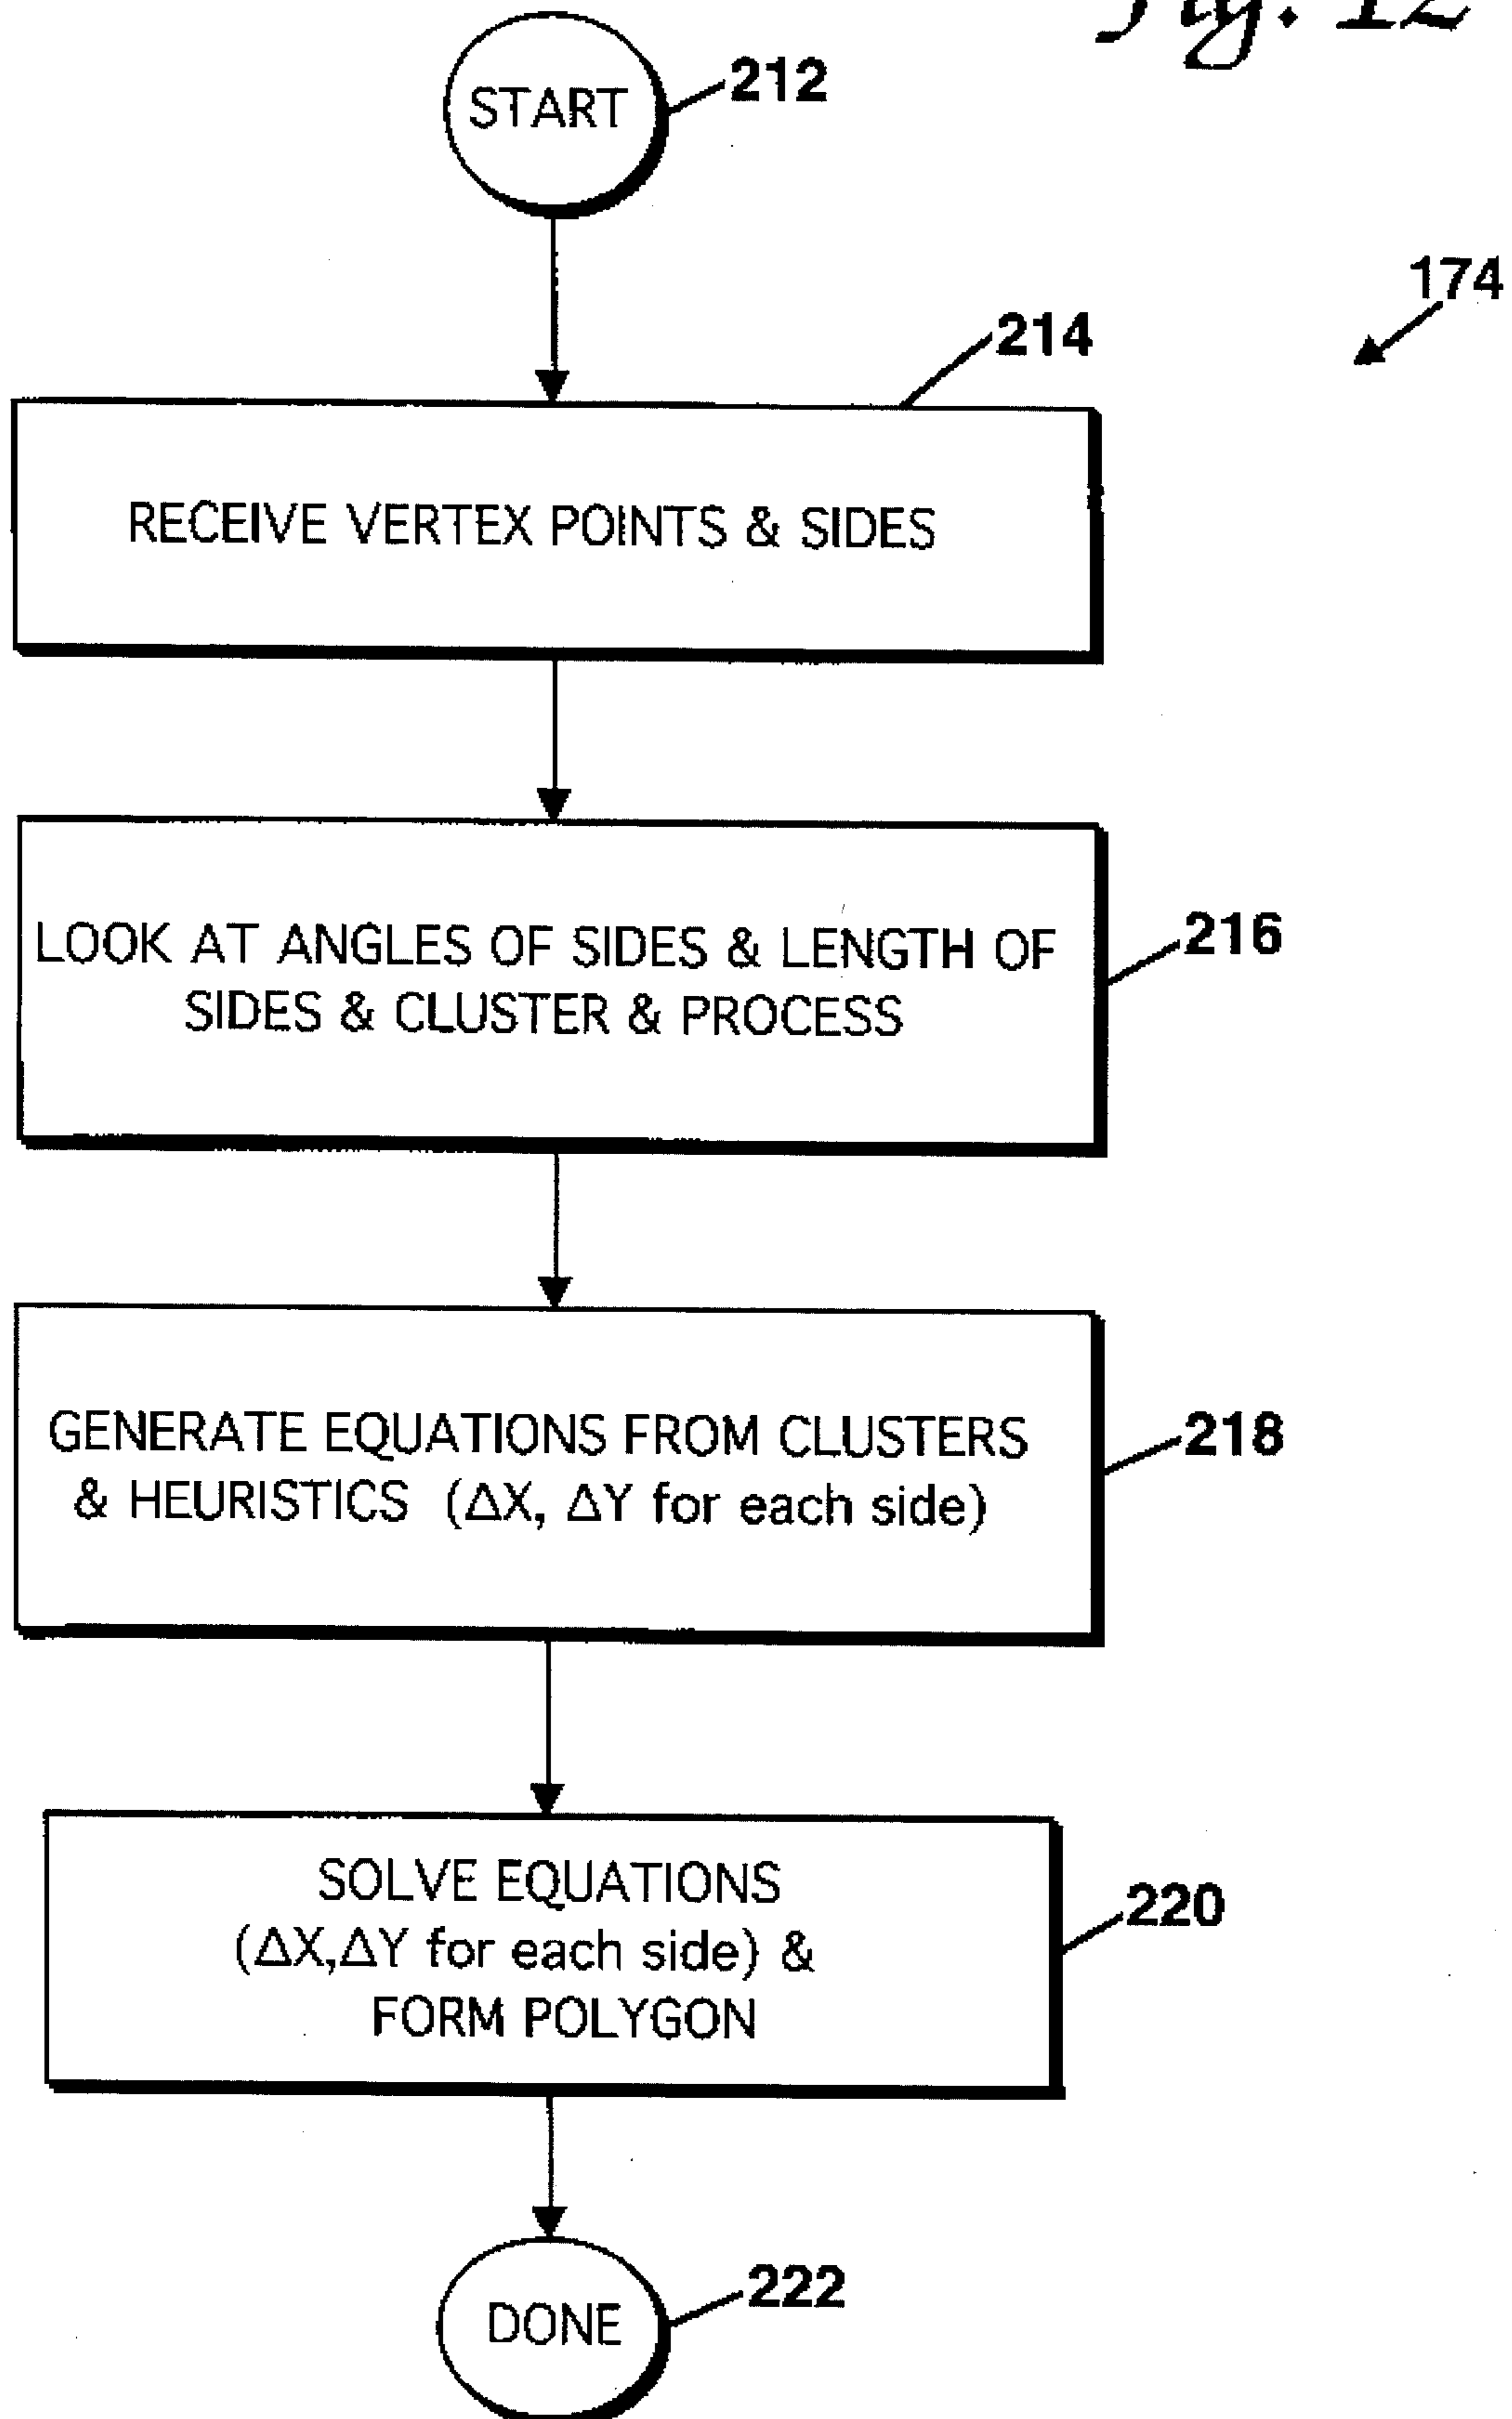 Fig. 12
START
212
174
214
RECEIVE VERTEX POINTS & SIDES
LOOK AT ANGLES OF SIDES & LENGTH OF
SIDES & CLUSTER & PROCESS
216
GENERATE EQUATIONS FROM CLUSTERS
& HEURISTICS (ΔX, ΔY for each side)
218
SOLVE EQUATIONS
(ΔX,ΔY for each side) &
FORM POLYGON
220
DONE
222